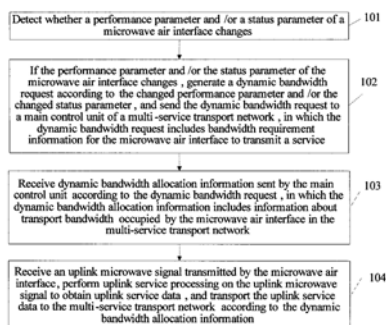 Detect whether a performance parameter and /or a status parameter of a
microwave air interface changes
101
If the performance parameter and /or the status parameter of
the microwave air interface changes , generate a dynamic bandwidth
request according to the changed performance parameter and /or the
changed status parameter , and send the dynamic bandwidth request to
a main control unit of a multi -service transport network , in which
the dynamic bandwidth request includes bandwidth requirement
information for the microwave air interface to transmit a service
102
Receive dynamic bandwidth allocation information sent by the main
control unit according to the dynamic bandwidth request , in which the
dynamic bandwidth allocation information includes information about
transport bandwidth occupied by the microwave air interface in the
multi-service transport network
103
Receive an uplink microwave signal transmitted by the microwave air
interface, perform uplink service processing on the uplink microwave
signal to obtain uplink service data , and transport the uplink service
data to the multi-service transport network according to the dynamic
bandwidth allocation information
104